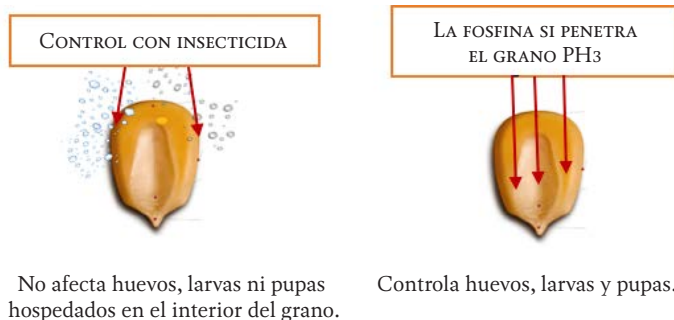 CONTROL CON INSECTICIDA
LA FOSFINA SI PENETRA
EL GRANO PH3
No afecta huevos, larvas ni pupas
hospedados en el interior del grano.
Controla huevos, larvas y pupas.